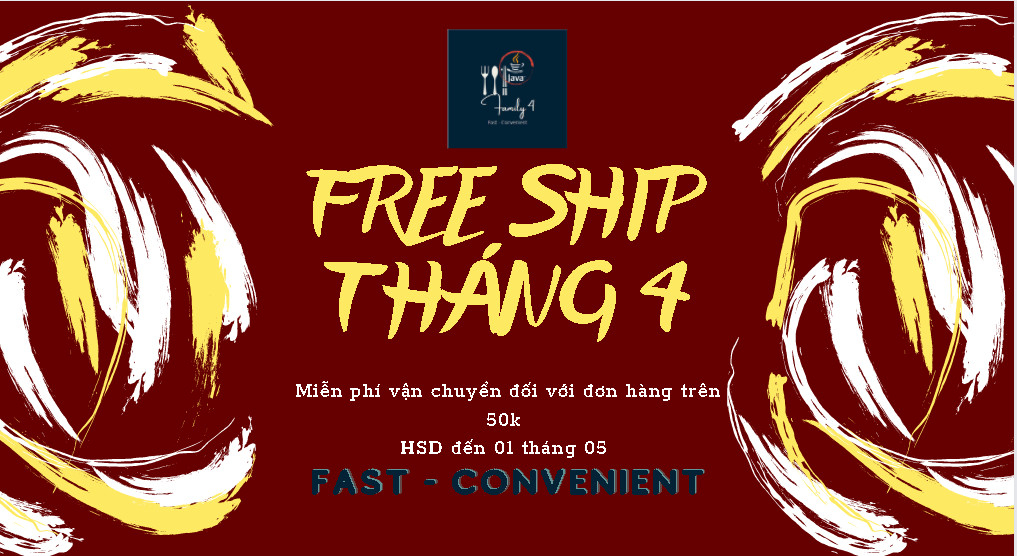 Java
Family 4
Fast - Convenient
FREE SHIP
THÁNG 4
Miễn phí vận chuyển đối với đơn hàng trên
50k
HSD đến 01 tháng 05
FAST - CONVENIENT